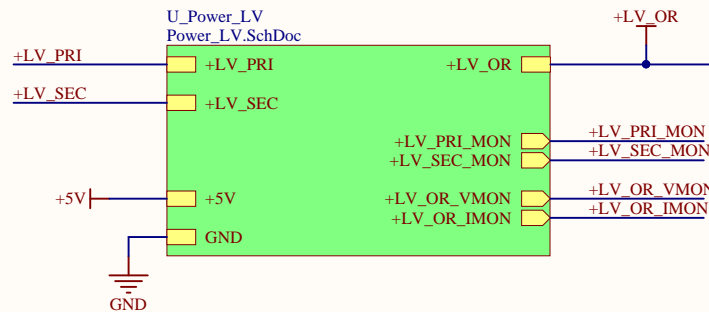 U_Power_LV
Power_LV.SchDoc
+LV_OR
+LV_PRI
+LV_PRI
+LV_OR
+LV_SEC
+LV_SEC
+LV_PRI_MON
+LV_PRI_MON
+LV_SEC_MON
+LV_SEC_MON
+5V
+5V
+LV_OR_VMON
+LV_OR_VMON
+LV_OR_IMON
+LV_OR_IMON
GND
GND